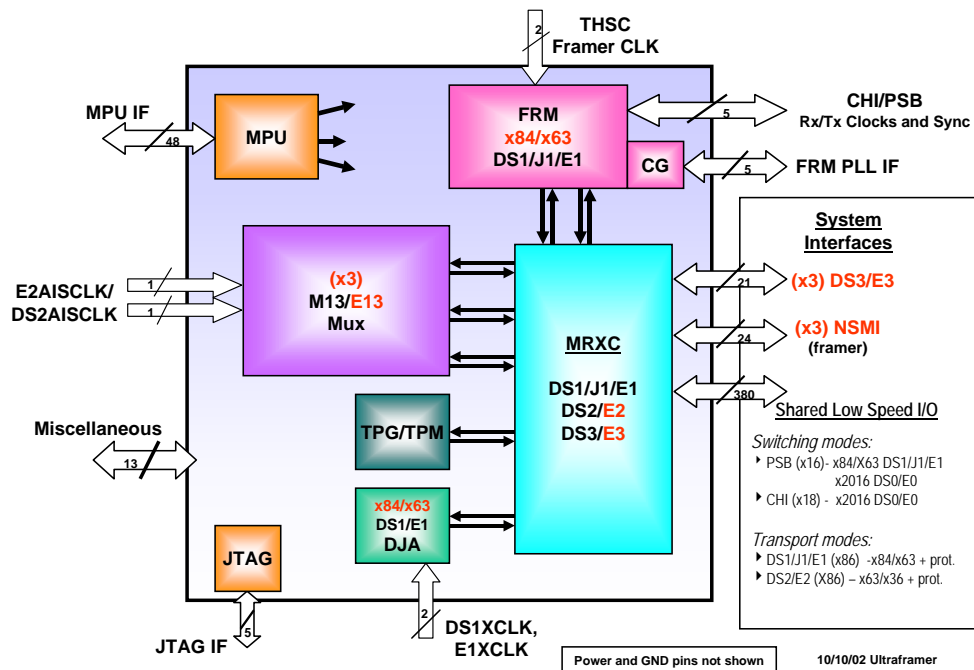 THSC
Framer CLK
2
MPU IF
48
MPU
FRM
x84/x63
DS1/J1/E1
CG
5
CHI/PSB
Rx/Tx Clocks and Sync
5
FRM PLL IF
E2AISCLK/
DS2AISCLK
1
1
(x3)
M13/E13
Mux
MRXC
DS1/J1/E1
DS2/E2
DS3/E3
System
Interfaces
21
(x3) DS3/E3
24
(x3) NSMI
(framer)
380
Shared Low Speed I/O
Switching modes:
PSB (x16)- x84/X63 DS1/J1/E1
x2016 DS0/E0
CHI (x18) - x2016 DS0/E0
Transport modes:
DS1/J1/E1 (x86) -x84/x63 + prot.
DS2/E2 (X86) – x63/x36 + prot.
Miscellaneous
13
TPG/TPM
x84/x63
DS1/E1
DJA
JTAG
5
JTAG IF
2
DS1XCLK,
E1XCLK
Power and GND pins not shown
10/10/02 Ultraframer